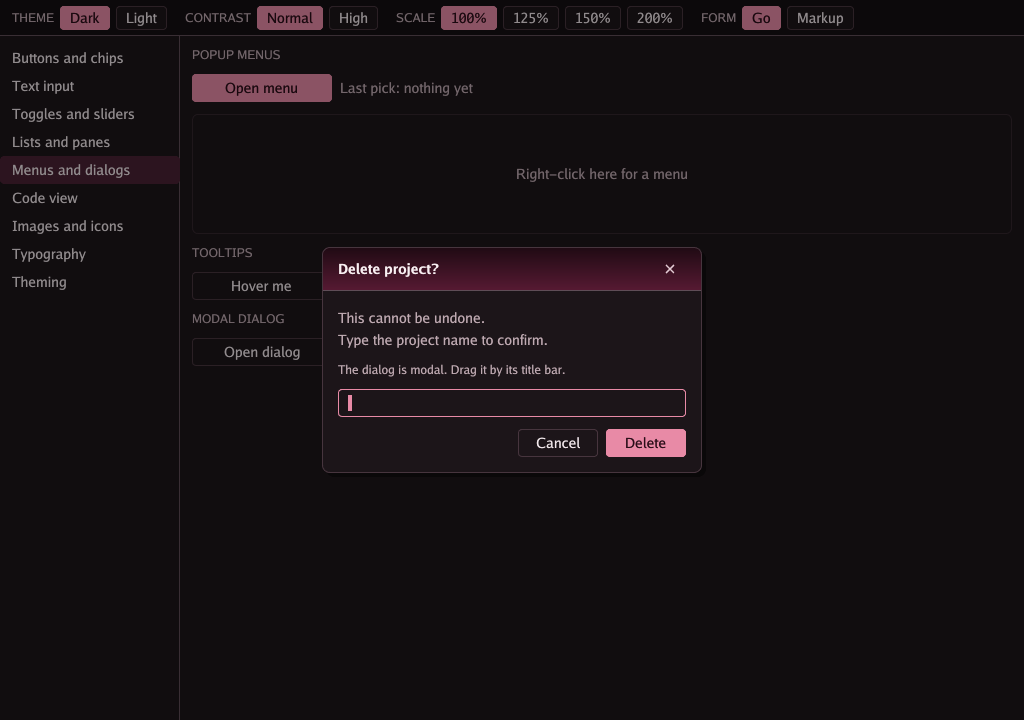 THEME Dark Light CONTRAST Normal High SCALE 100% 125% 150% 200% FORM Go Markup
Buttons and chips
Text input
Toggles and sliders
Lists and panes
Menus and dialogs
Code view
Images and icons
Typography
Theming
POPUP MENUS
Open menu Last pick: nothing yet
Right-click here for a menu
TOOLTIPS
Hover me
MODAL DIALOG
Open dialog
Delete project? ×
This cannot be undone.
Type the project name to confirm.
The dialog is modal. Drag it by its title bar.
Cancel Delete